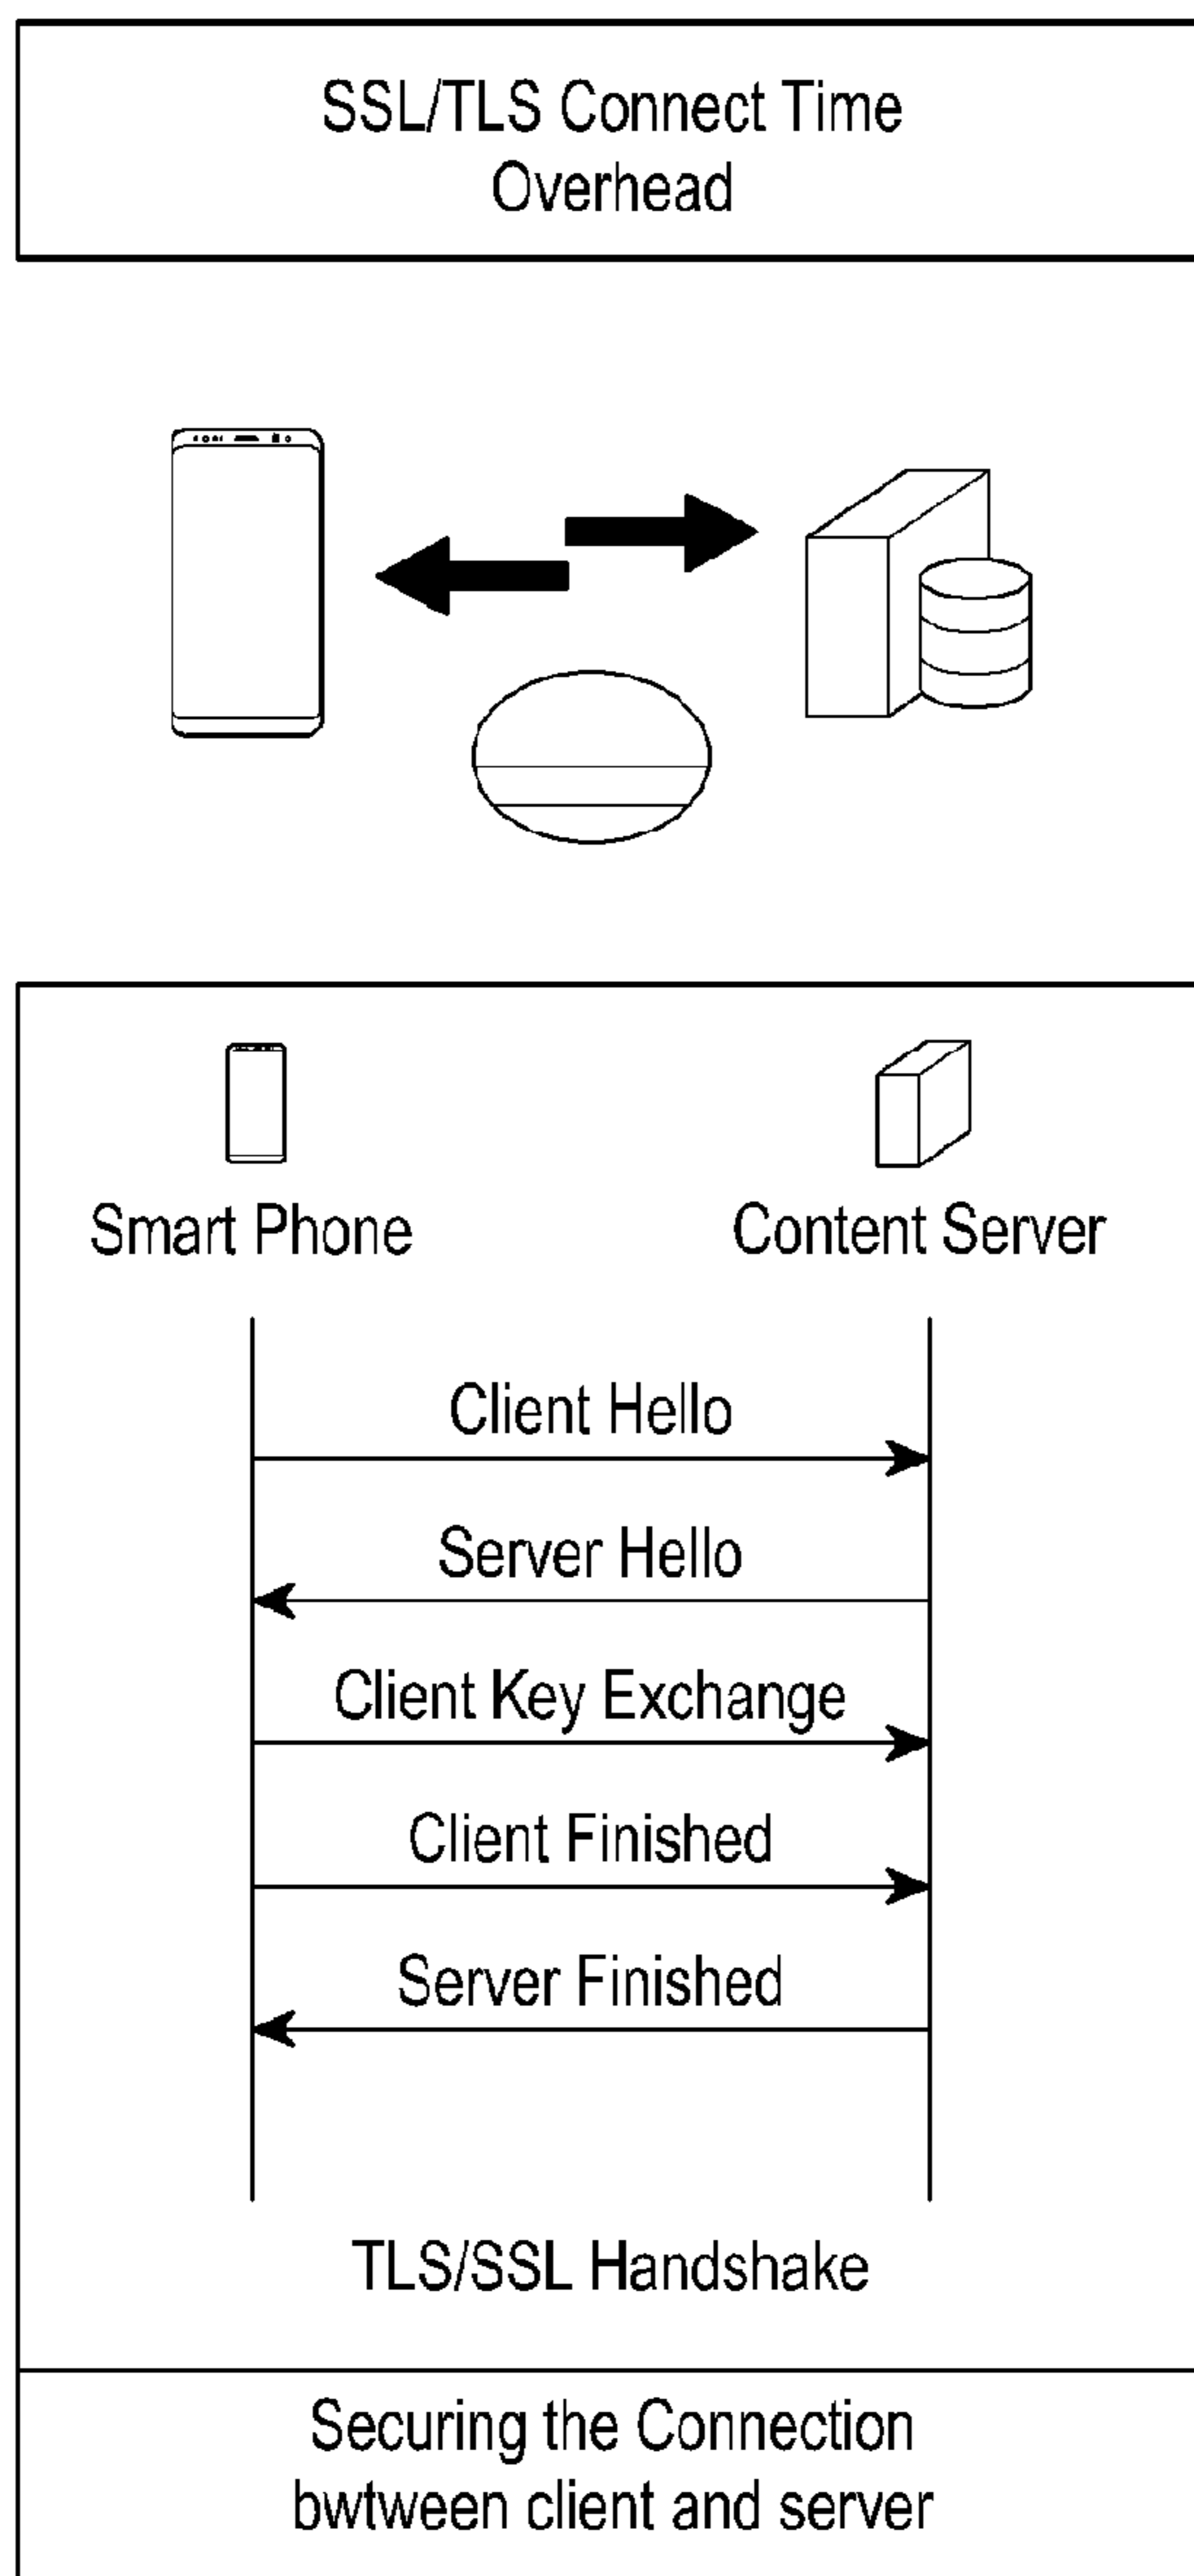 SSL/TLS Connect Time
Overhead
Smart Phone
Content Server
Client Hello
Server Hello
Client Key Exchange
Client Finished
Server Finished
TLS/SSL Handshake
Securing the Connection
bwtween client and server